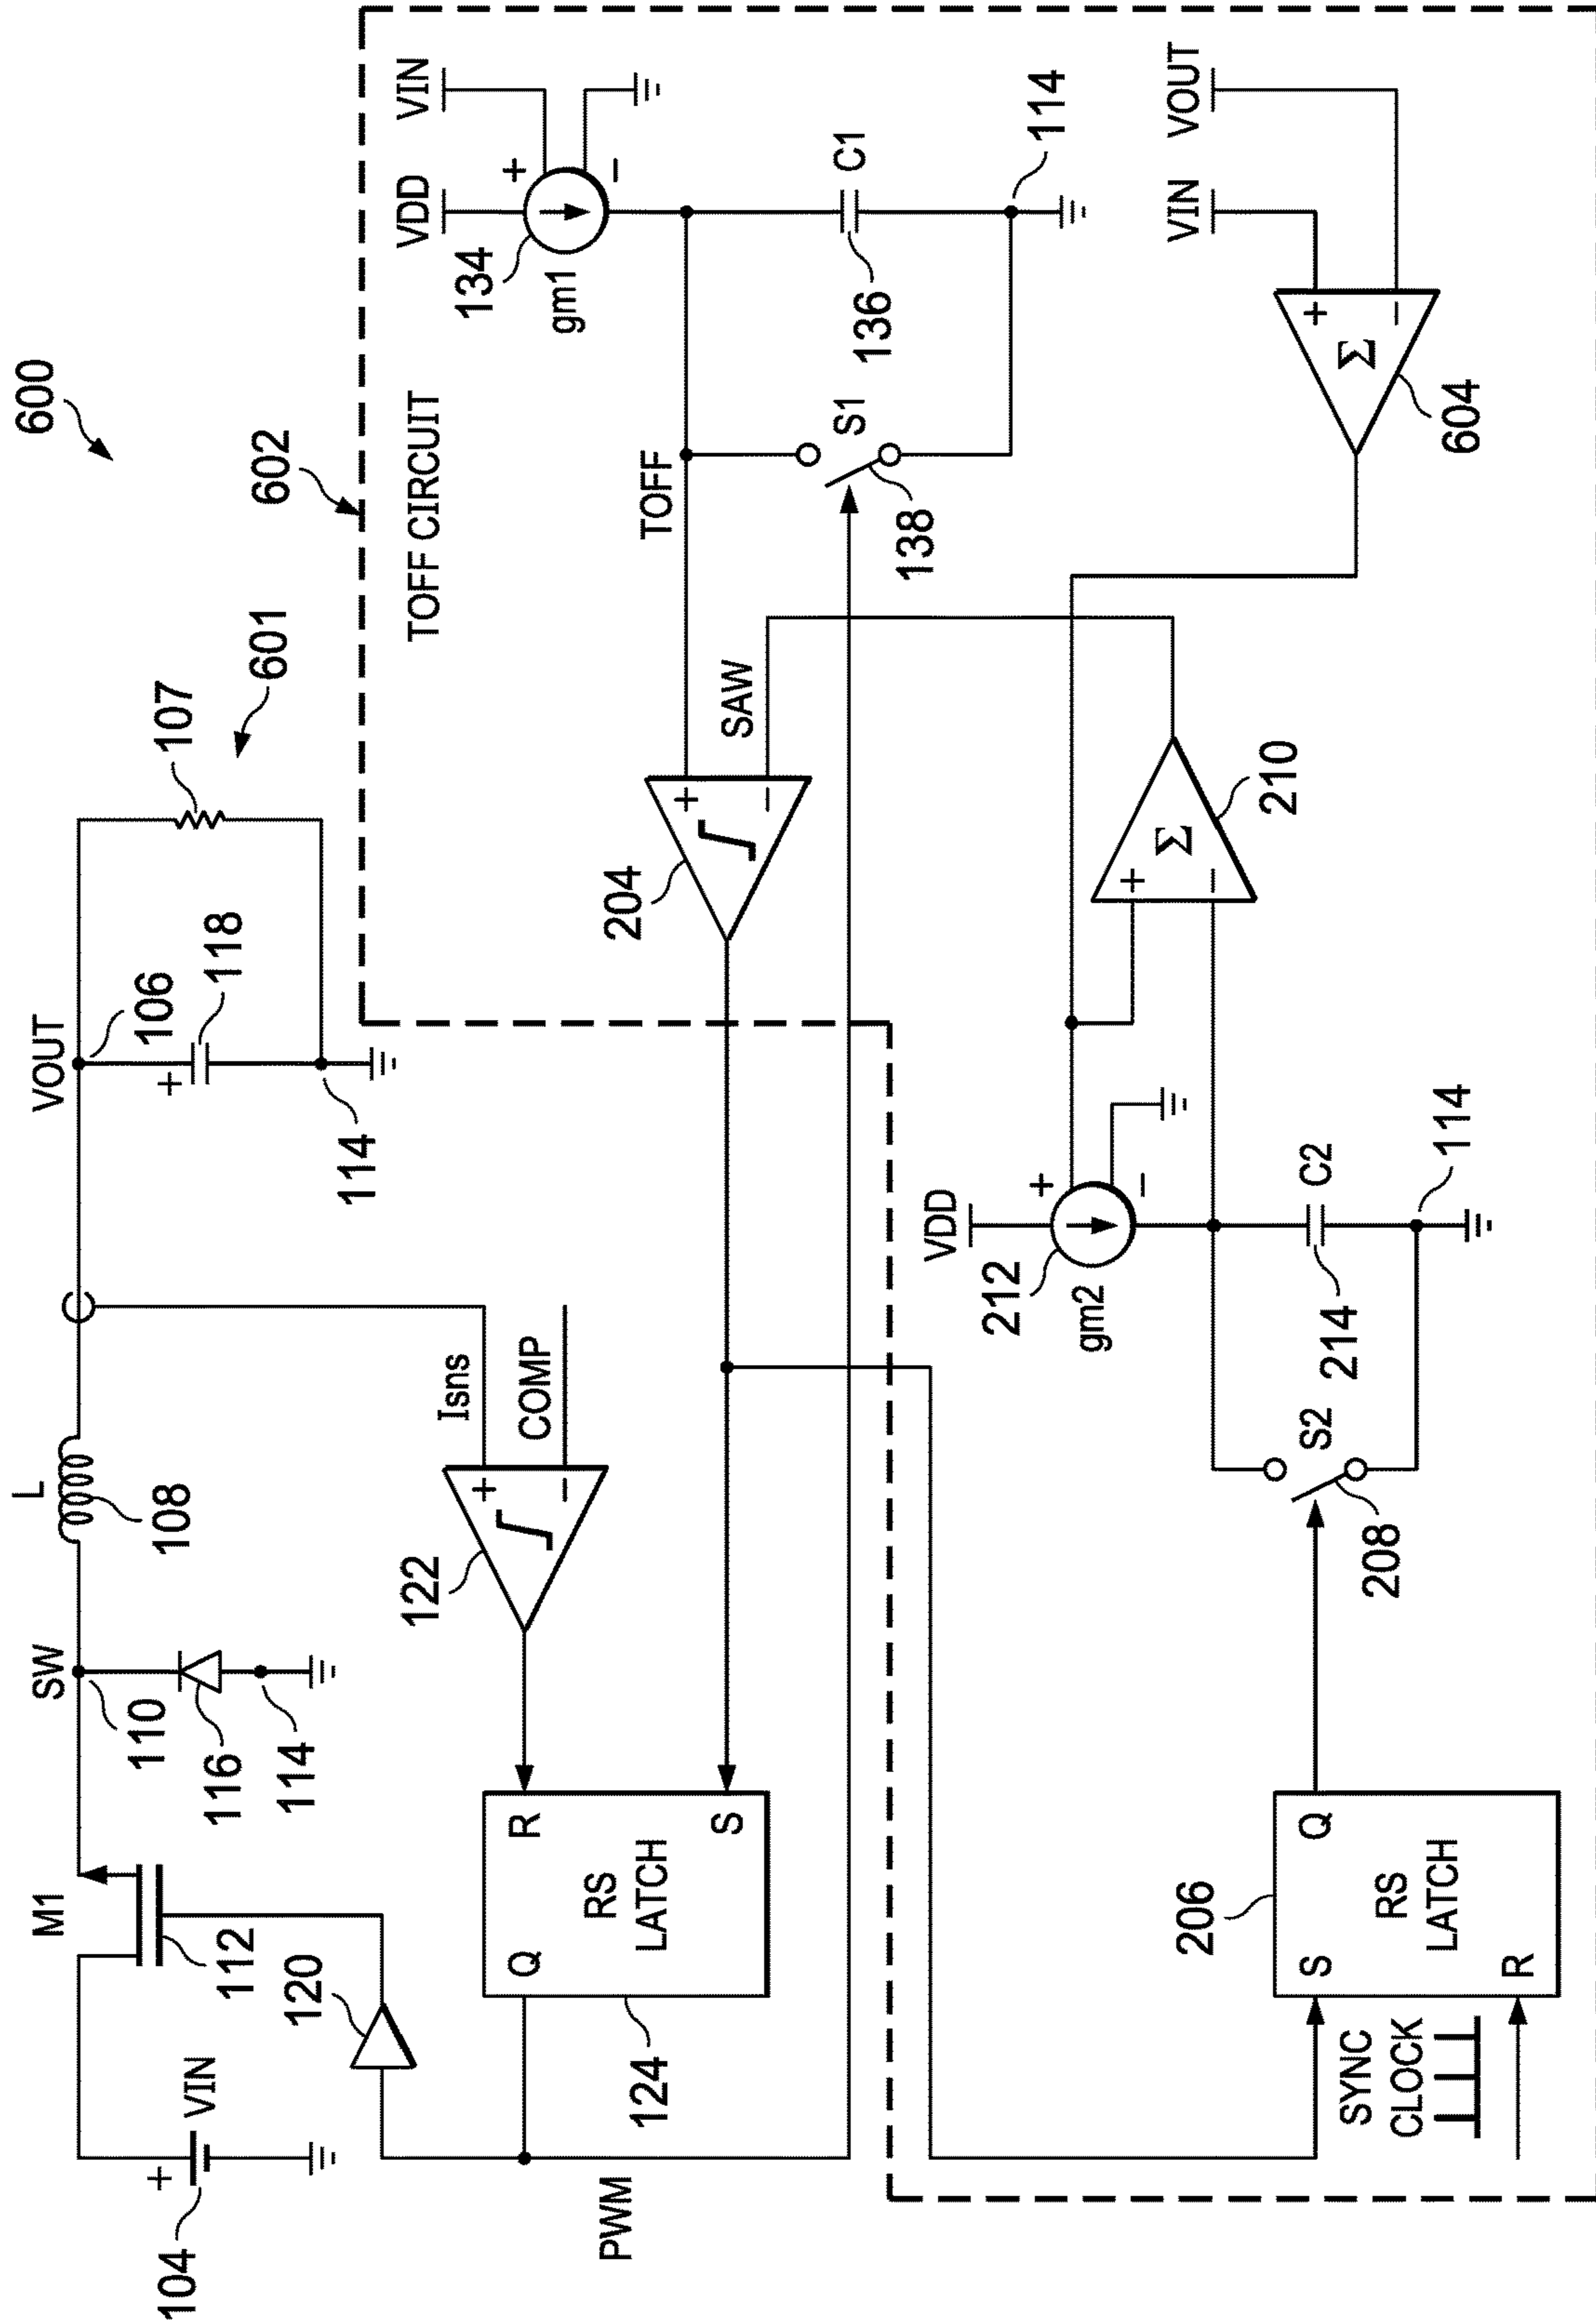 600
601
602
TOFF CIRCUIT
VIN
+
104
M1
112
120
SW
110
116
114
L
108
VOUT
106
+
118
114
107
Isns
COMP
+
−
122
R
S
Q
RS
LATCH
124
PWM
204
+
−
TOFF
SAW
VDD
VIN
+
−
134
gm1
C1
136
114
S1
138
VIN
VOUT
+
−
Σ
604
+
−
Σ
210
VDD
+
−
212
gm2
C2
214
114
S2
208
206
S
Q
RS
LATCH
R
SYNC
CLOCK